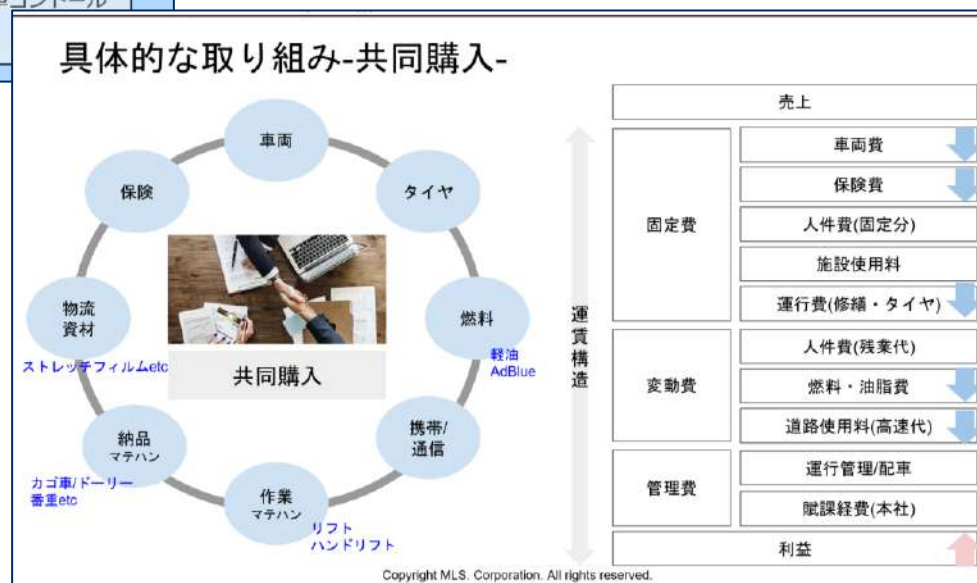 コントロール
具体的な取り組み-共同購入-
車両
保険
タイヤ
物流
資材
ストレッチフィルムetc
燃料
軽油
AdBlue
共同購入
納品
マテハン
カゴ車/ドーリー
番重etc
携帯/
通信
作業
マテハン
リフト
ハンドリフト
運賃構造
売上
固定費
車両費
保険費
人件費(固定分)
施設使用料
運行費(修繕・タイヤ)
変動費
人件費(残業代)
燃料・油脂費
道路使用料(高速代)
管理費
運行管理/配車
賦課経費(本社)
利益
Copyright MLS. Corporation. All rights reserved.